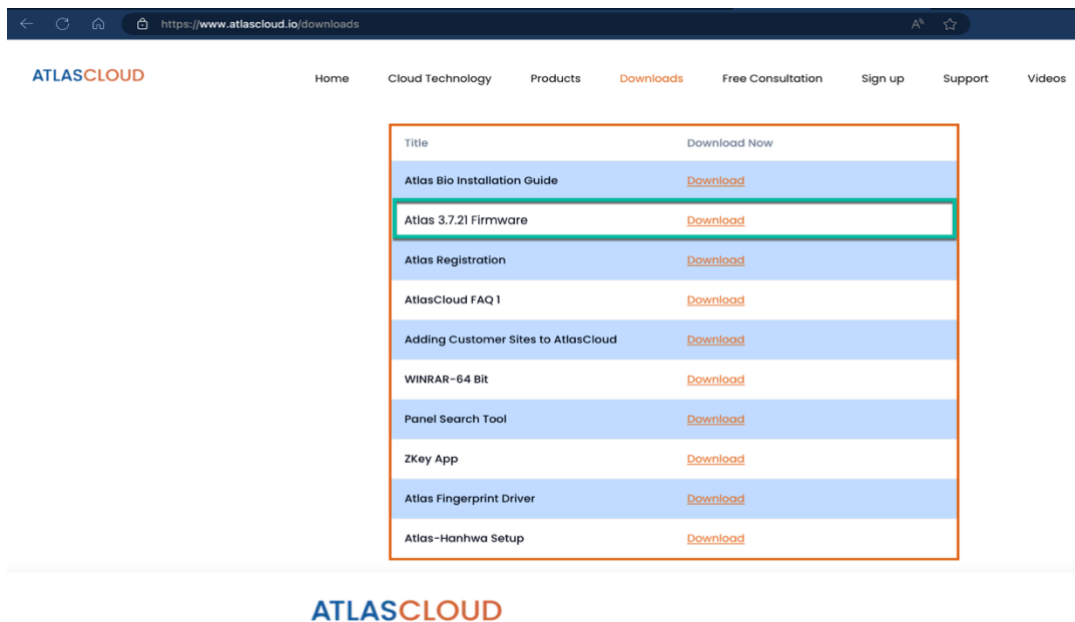 https://www.atlascloud.io/downloads
ATLASCLOUD Home Cloud Technology Products Downloads Free Consultation Sign up Support Videos
Title Download Now
Atlas Bio Installation Guide Download
Atlas 3.7.21 Firmware Download
Atlas Registration Download
AtlasCloud FAQ 1 Download
Adding Customer Sites to AtlasCloud Download
WINRAR-64 Bit Download
Panel Search Tool Download
ZKey App Download
Atlas Fingerprint Driver Download
Atlas-Hanhwa Setup Download
ATLASCLOUD